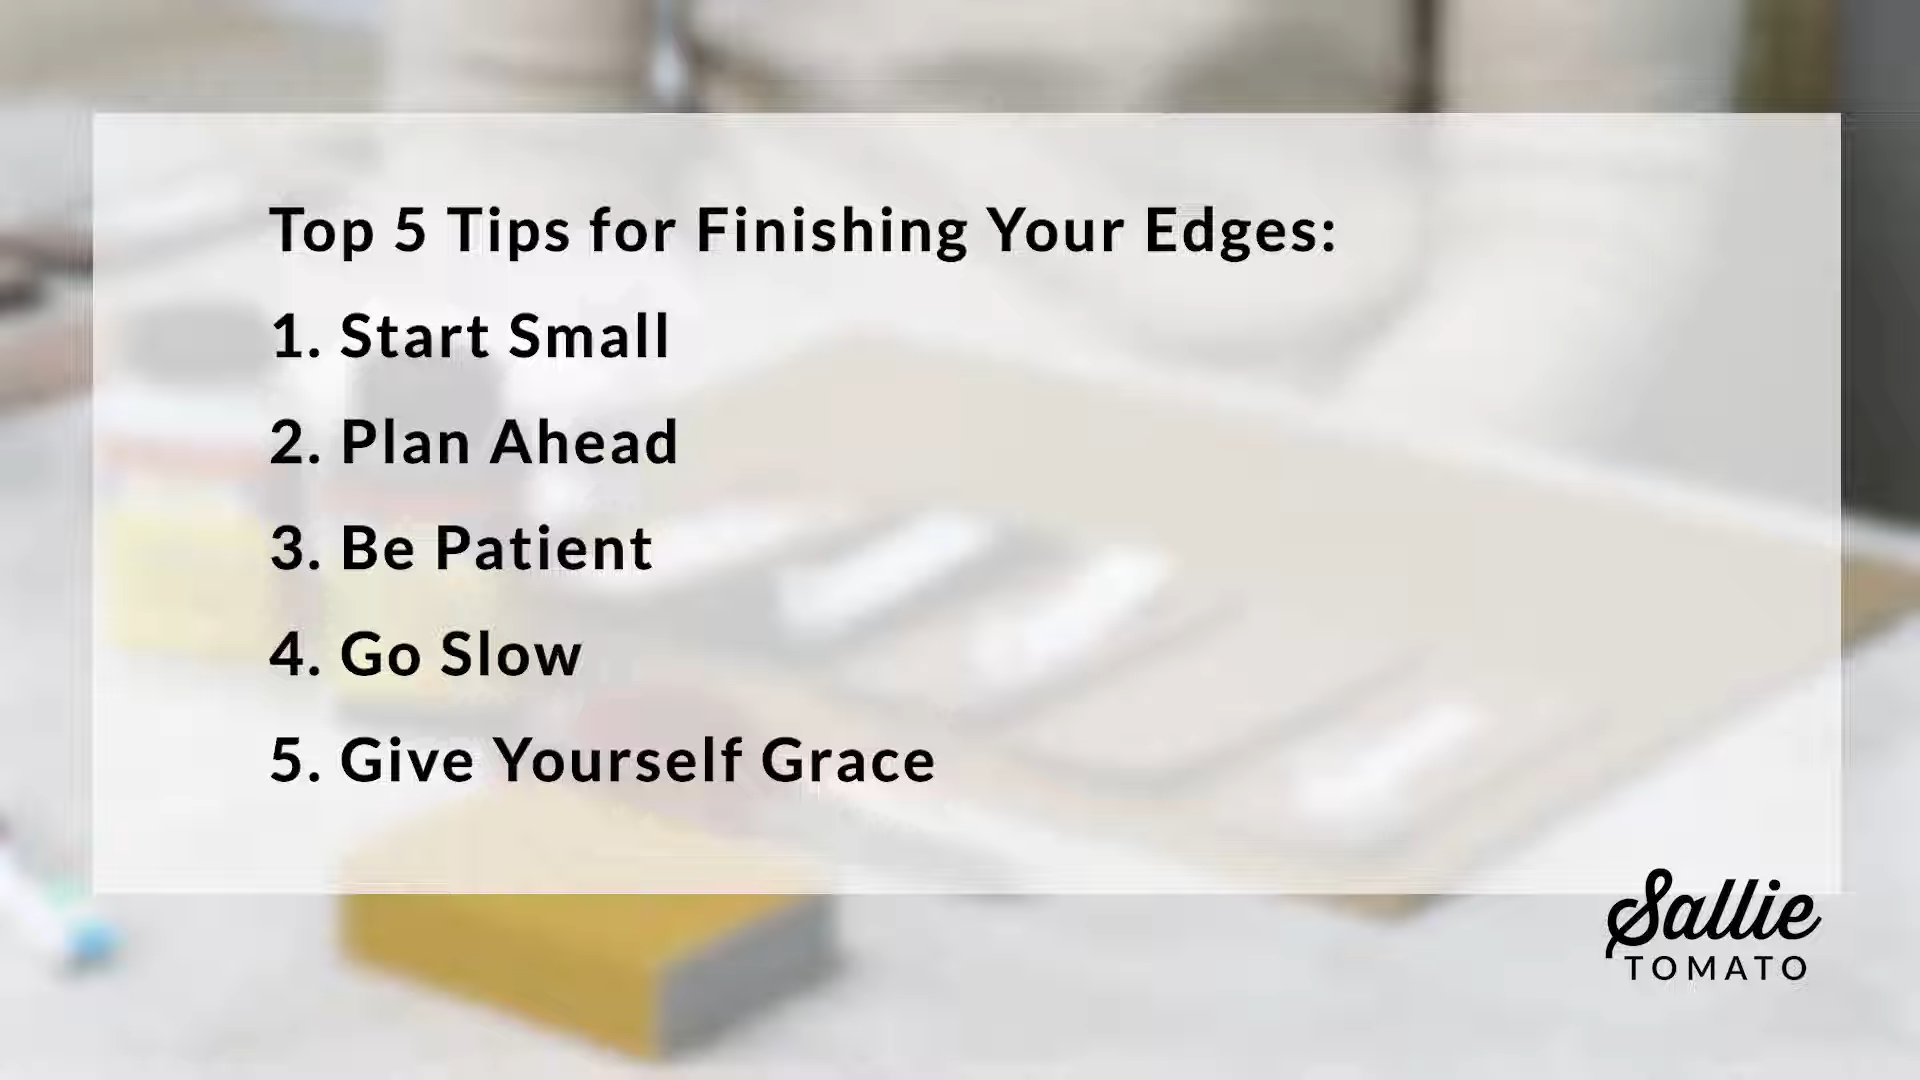 Top 5 Tips for Finishing Your Edges:
1. Start Small
2. Plan Ahead
3. Be Patient
4. Go Slow
5. Give Yourself Grace
Sallie
TOMATO